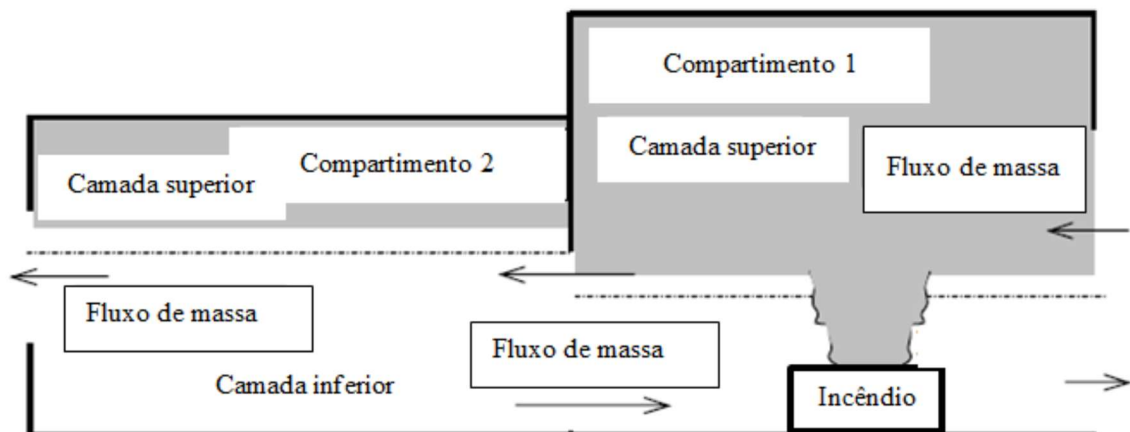 Compartimento 1
Camada superior
Fluxo de massa
Compartimento 2
Camada superior
Fluxo de massa
Fluxo de massa
Camada inferior
Incêndio